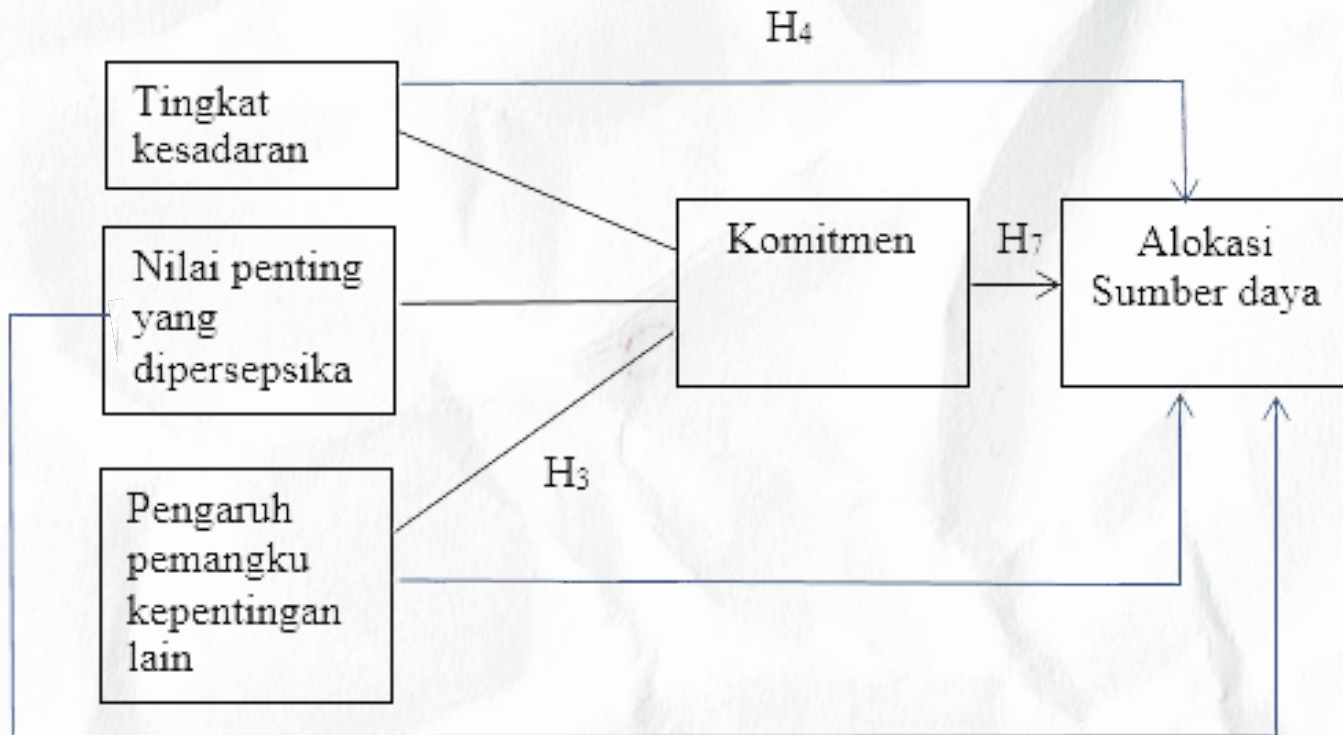 H4
Tingkat
kesadaran
Nilai penting
yang
dipersepsika
Pengaruh
pemangku
kepentingan
lain
H3
Komitmen
H7
Alokasi
Sumber daya